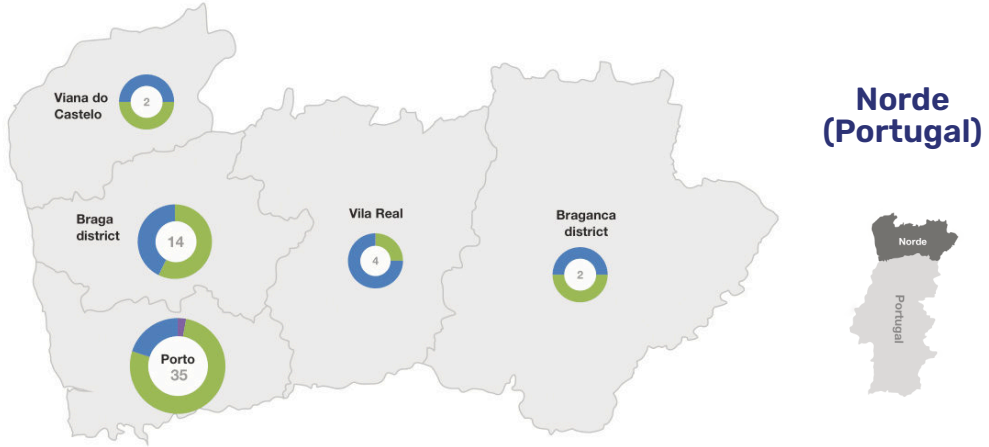 Norde
(Portugal)
Viana do
Castelo
2
Braga
district
14
Vila Real
4
Braganca
district
2
Porto
35
Norde
Portugal